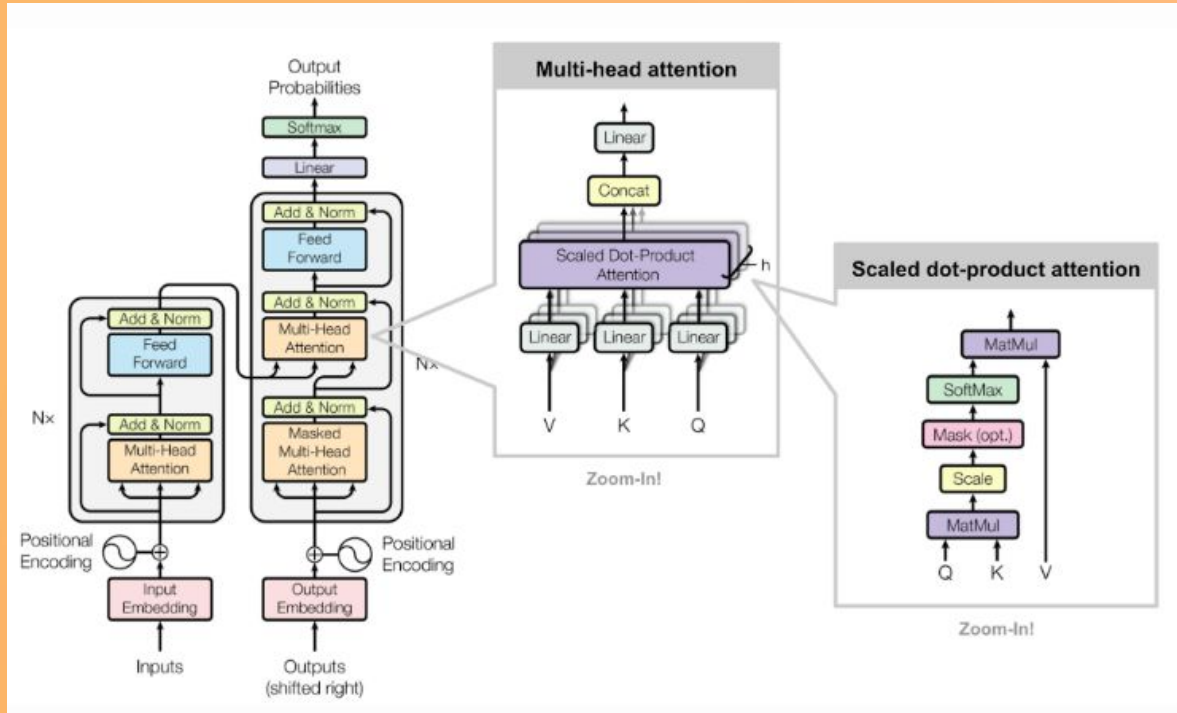 Output
Probabilities
Softmax
Linear
Add & Norm
Feed
Forward
Add & Norm
Multi-Head
Attention
Nx
Add & Norm
Masked
Multi-Head
Attention
Positional
Encoding
Output
Embedding
Outputs
(shifted right)
Add & Norm
Feed
Forward
Nx
Add & Norm
Multi-Head
Attention
Positional
Encoding
Input
Embedding
Inputs
Multi-head attention
Linear
Concat
Scaled Dot-Product
Attention
h
Linear
Linear
Linear
V
K
Q
Zoom-In!
Scaled dot-product attention
MatMul
SoftMax
Mask (opt.)
Scale
MatMul
Q
K
V
Zoom-In!